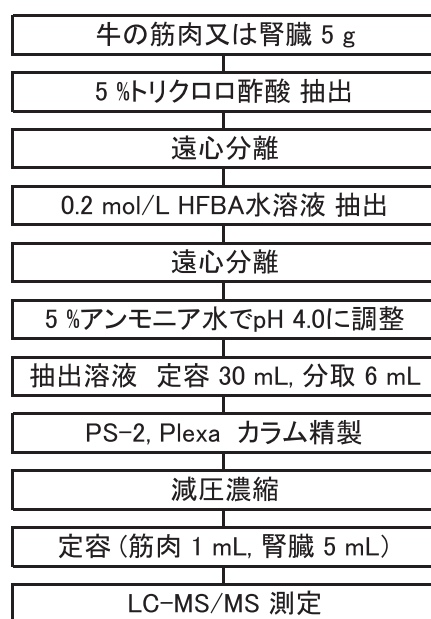 牛の筋肉又は腎臓 5 g
5 %トリクロロ酢酸 抽出
遠心分離
0.2 mol/L HFBA水溶液 抽出
遠心分離
5 %アンモニア水でpH 4.0に調整
抽出溶液 定容 30 mL, 分取 6 mL
PS-2, Plexa カラム精製
減圧濃縮
定容 (筋肉 1 mL, 腎臓 5 mL)
LC-MS/MS 測定